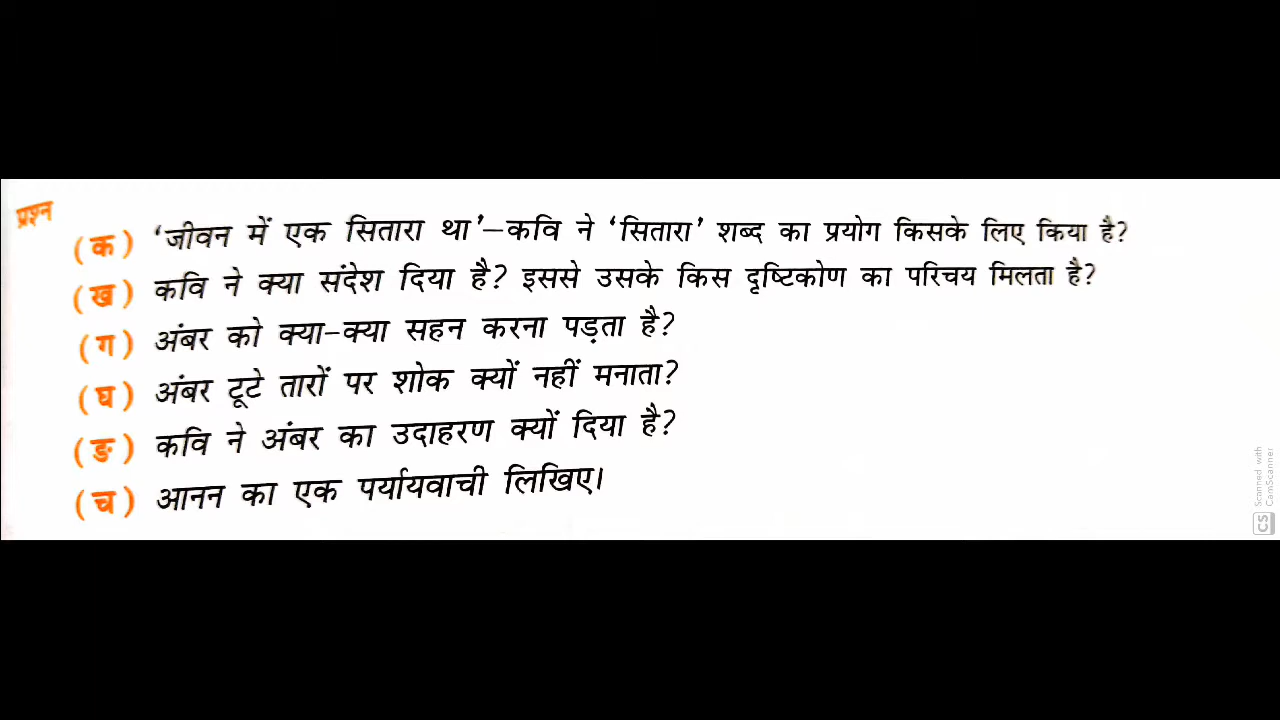 प्रश्न
(क) 'जीवन में एक सितारा था'–कवि ने 'सितारा' शब्द का प्रयोग किसके लिए किया है?
(ख) कवि ने क्या संदेश दिया है? इससे उसके किस दृष्टिकोण का परिचय मिलता है?
(ग) अंबर को क्या-क्या सहन करना पड़ता है?
(घ) अंबर टूटे तारों पर शोक क्यों नहीं मनाता?
(ङ) कवि ने अंबर का उदाहरण क्यों दिया है?
(च) आनन का एक पर्यायवाची लिखिए।
CS Scanned with
CamScanner